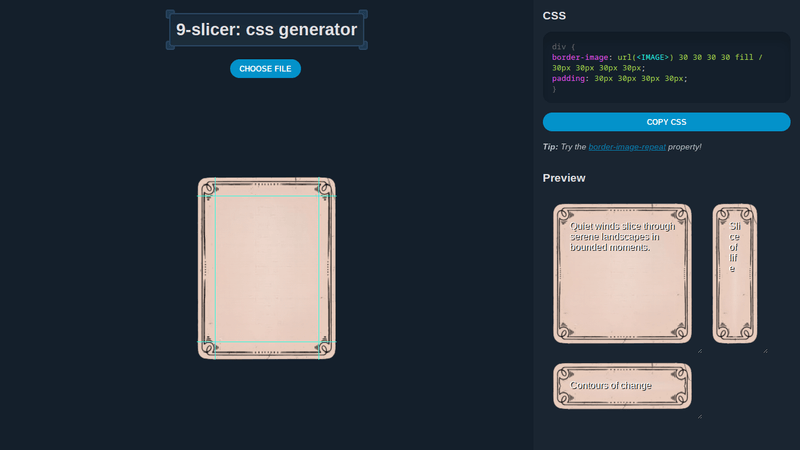 9-slicer: css generator
CHOOSE FILE
CSS
div {
border-image: url(<IMAGE>) 30 30 30 30 fill /
30px 30px 30px 30px;
padding: 30px 30px 30px 30px;
}
COPY CSS
Tip: Try the border-image-repeat property!
Preview
Quiet winds slice through
serene landscapes in
bounded moments.
Sli
ce
of
lif
e
Contours of change